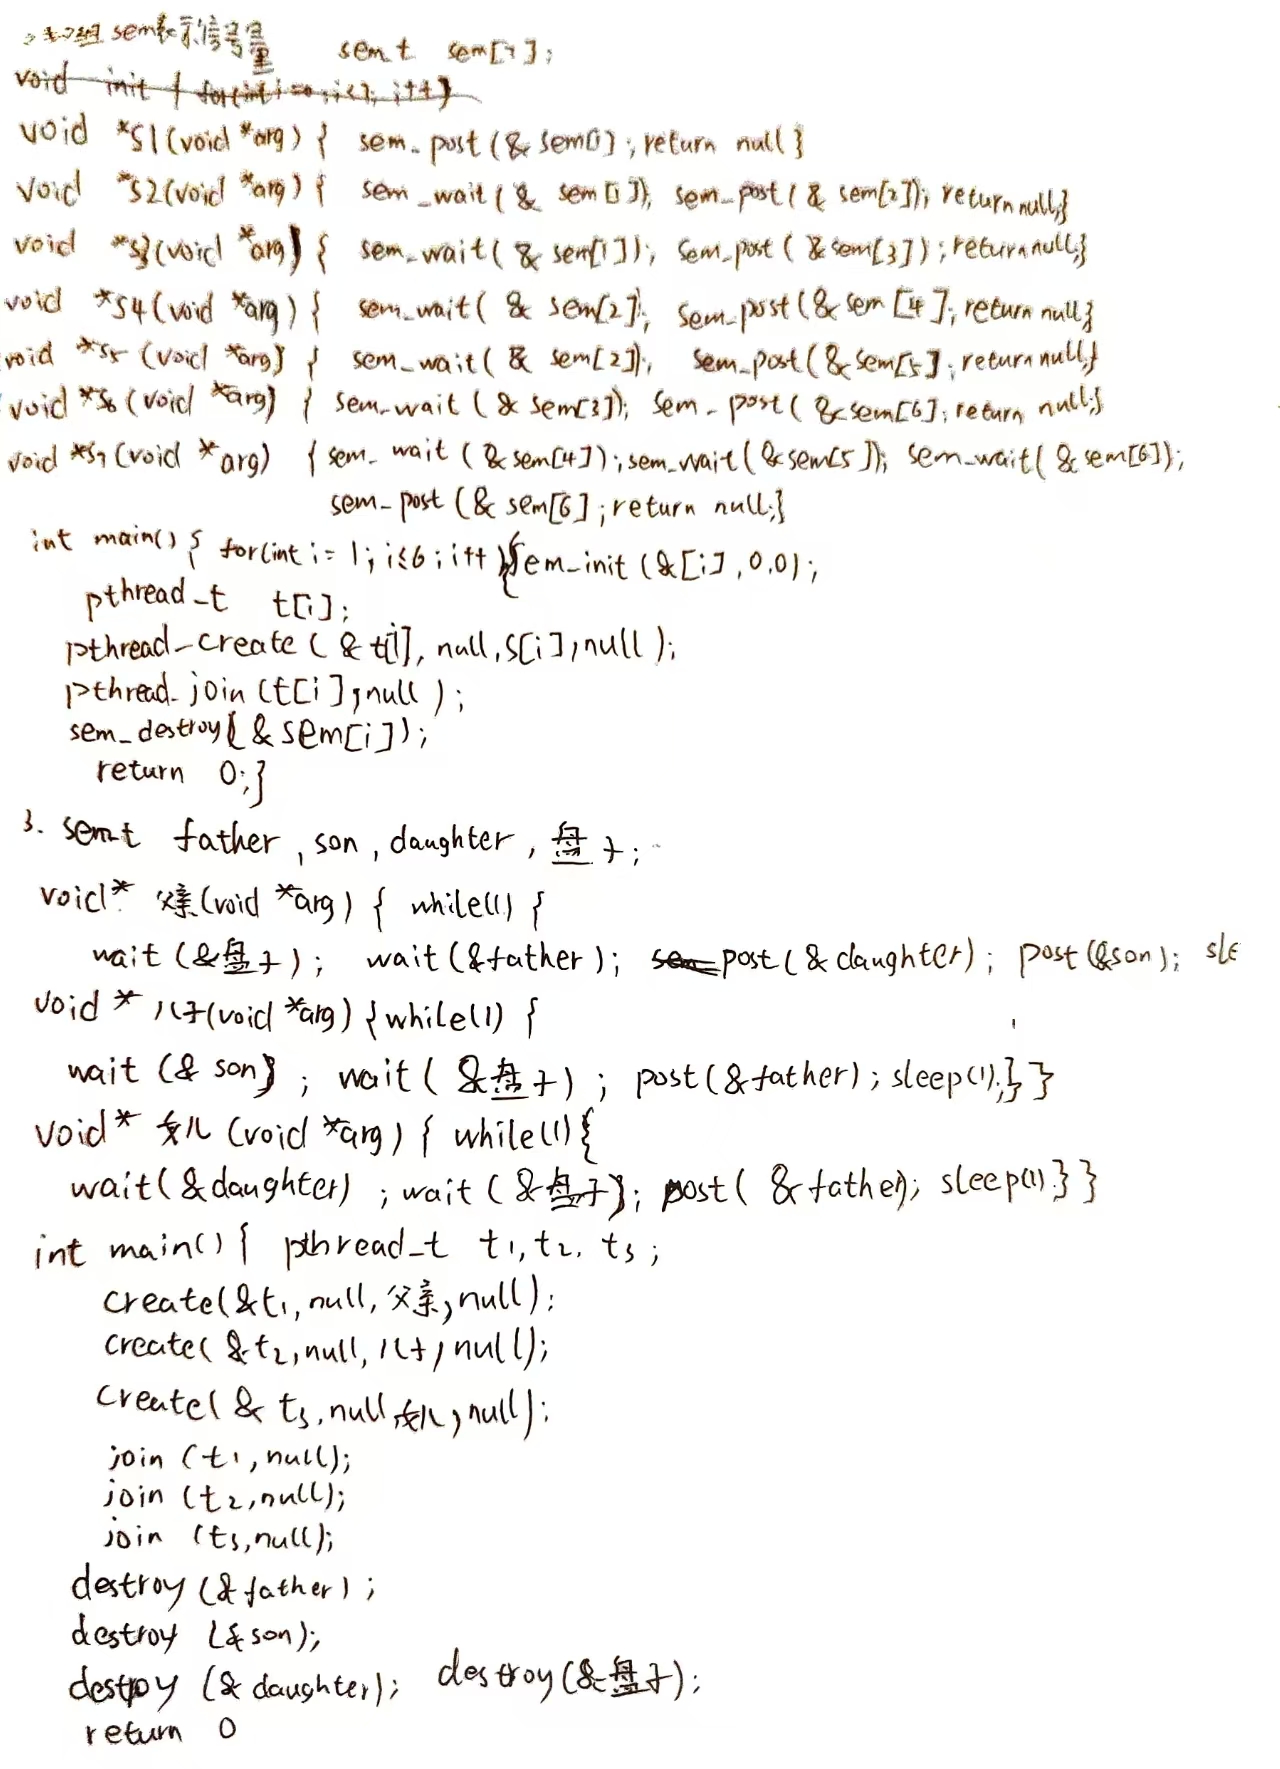 组 sem表示信号量 sem_t sem[7];
void init { for(int i=0;i<7;i++)
void *S1(void *arg) { sem_post(& sem[1]; return null}
void *S2(void *arg) { sem_wait(& sem[1]); sem_post(& sem[2]); return null;}
void *S3(void *arg) { sem_wait(& sem[1]); sem_post(& sem[3]); return null;}
void *S4(void *arg) { sem_wait(& sem[2]; sem_post(& sem[4]; return null;}
void *S5(void *arg) { sem_wait(& sem[2]); sem_post(& sem[5]; return null;}
void *S6(void *arg) { sem_wait(& sem[3]); sem_post(& sem[6]; return null;}
void *S7(void *arg) {sem_wait(& sem[4]);sem_wait(& sem[5]); sem_wait(& sem[6]);
sem_post(& sem[6]; return null;}
int main() { for(int i=1; i≤6; i++){sem_init(&[i],0,0);
pthread_t t[i];
pthread_create(& t[i], null, S[i], null);
pthread_join(t[i], null);
sem_destroy(& sem[i]);
return 0;}
3. sem_t father, son, daughter, 盘子;
void* 父亲(void *arg) { while(1) {
wait(&盘子); wait(&father); sem post(& daughter); post(&son); sle
void * 儿子(void *arg) {while(1) {
wait(& son); wait(&盘子); post(&father); sleep(1);} }
void* 女儿(void *arg) { while(1){
wait(& daughter); wait(&盘子); post(&father); sleep(1) } }
int main() { pthread_t t1, t2, t3;
create(&t1, null, 父亲, null);
create(&t2, null, 儿子, null);
create(& t3, null, 女儿, null);
join(t1, null);
join(t2, null);
join(t3, null);
destroy(& father);
destroy(& son);
destroy(& daughter); destroy(&盘子);
return 0